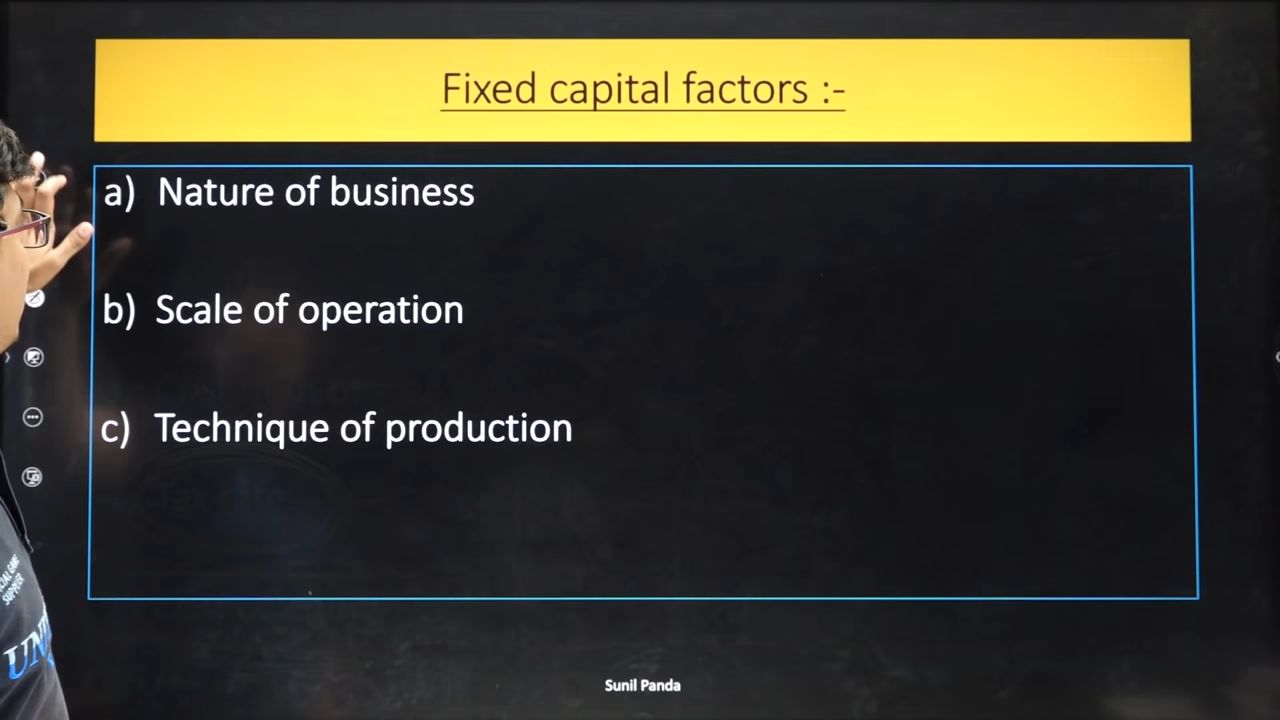 Fixed capital factors :-
a) Nature of business
b) Scale of operation
c) Technique of production
Sunil Panda